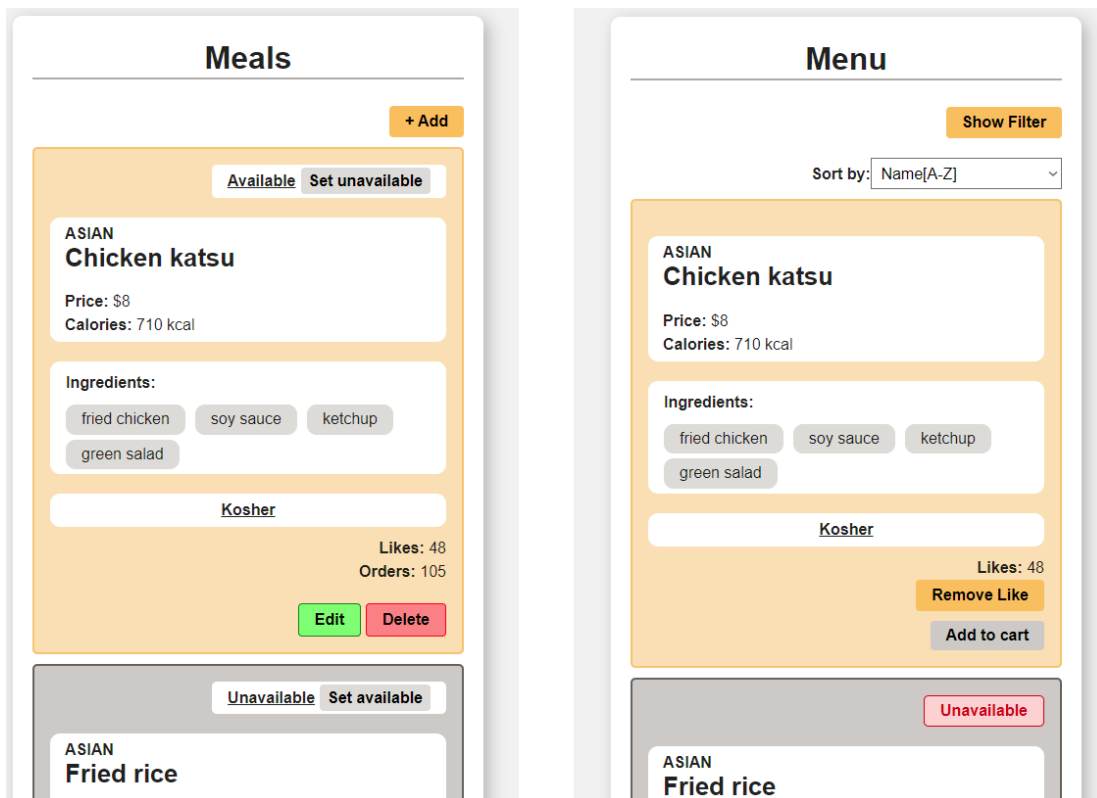 Meals
+ Add
Available Set unavailable
ASIAN
Chicken katsu
Price: $8
Calories: 710 kcal
Ingredients:
fried chicken soy sauce ketchup
green salad
Kosher
Likes: 48
Orders: 105
Edit Delete
Unavailable Set available
ASIAN
Fried rice
Menu
Show Filter
Sort by: Name[A-Z]
ASIAN
Chicken katsu
Price: $8
Calories: 710 kcal
Ingredients:
fried chicken soy sauce ketchup
green salad
Kosher
Likes: 48
Remove Like
Add to cart
Unavailable
ASIAN
Fried rice